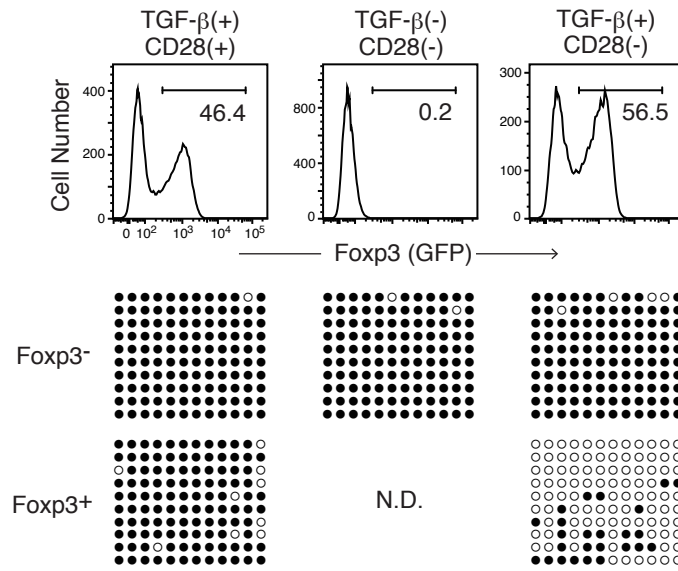 TGF-β(+) TGF-β(-) TGF-β(+)
CD28(+) CD28(-) CD28(-)
Cell Number
400
200
0
46.4
0 10² 10³ 10⁴ 10⁵
800
400
0
0.2
300
200
100
0
56.5
Foxp3 (GFP)
Foxp3-
Foxp3+
N.D.